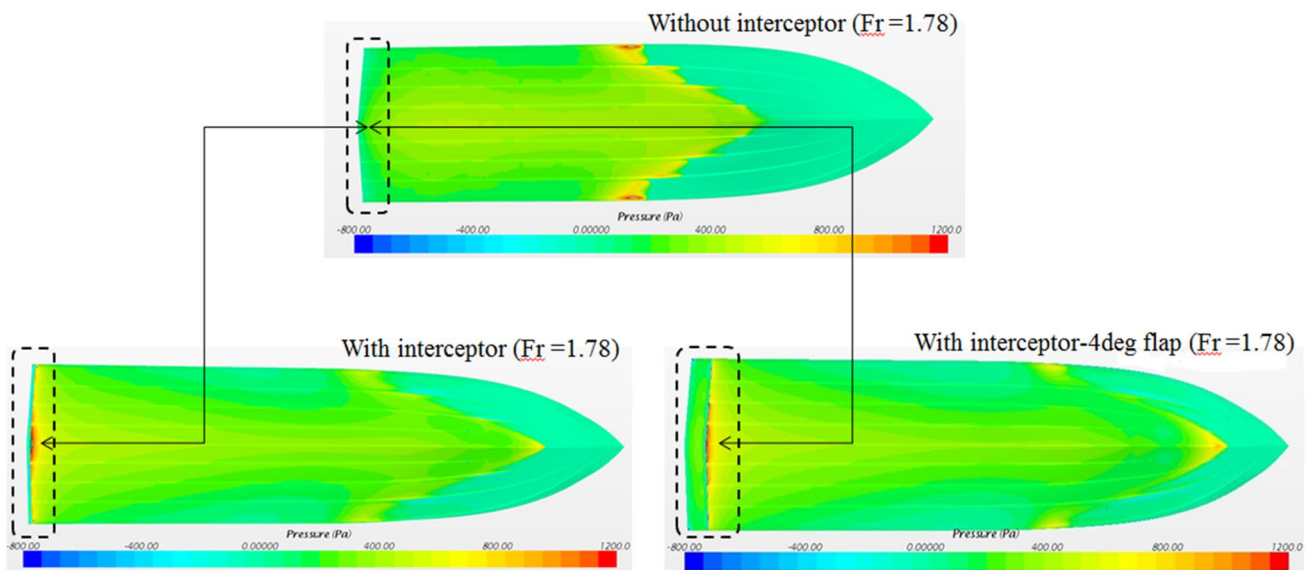 Without interceptor (Fr =1.78)
Pressure (Pa)
-800.00 -400.00 0.00000 400.00 800.00 1200.0
With interceptor (Fr =1.78)
With interceptor-4deg flap (Fr =1.78)
Pressure (Pa)
-800.00 -400.00 0.00000 400.00 800.00 1200.0
Pressure (Pa)
-800.00 -400.00 0.00000 400.00 800.00 1200.0